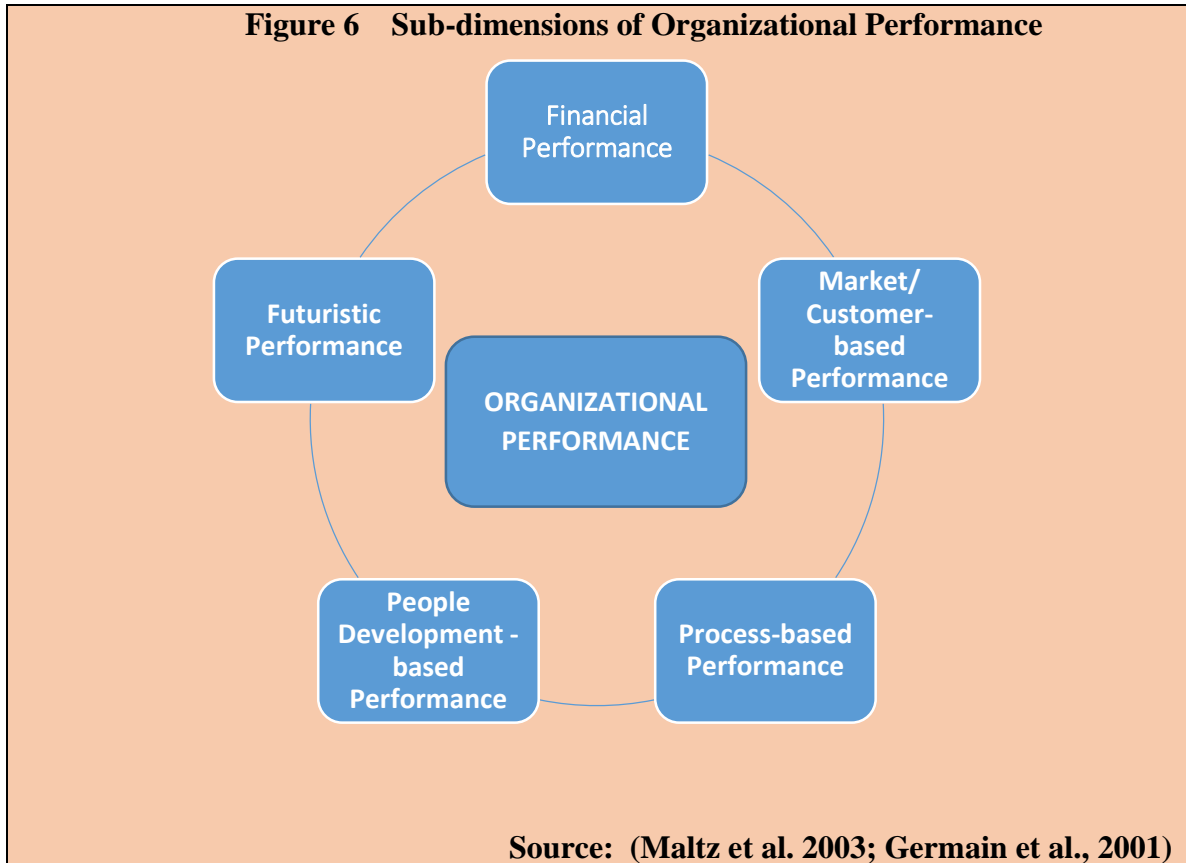 Figure 6 Sub-dimensions of Organizational Performance
Financial
Performance
Market/
Customer-
based
Performance
Process-based
Performance
People
Development -
based
Performance
Futuristic
Performance
ORGANIZATIONAL
PERFORMANCE
Source: (Maltz et al. 2003; Germain et al., 2001)